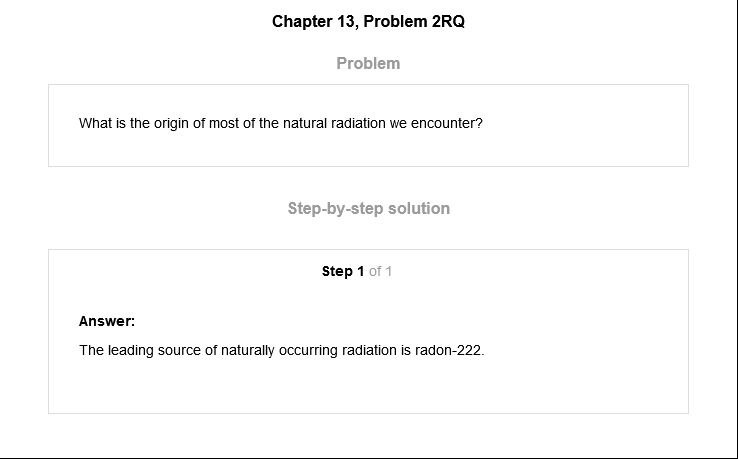 Chapter 13, Problem 2RQ
Problem
What is the origin of most of the natural radiation we encounter?
Step-by-step solution
Step 1 of 1
Answer:
The leading source of naturally occurring radiation is radon-222.